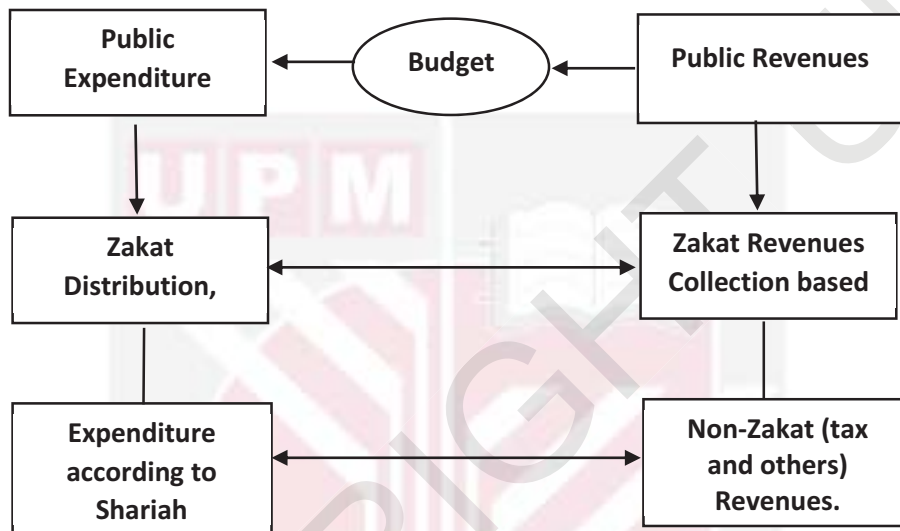 Public
Expenditure
Budget
Public Revenues
UPM
Zakat
Distribution,
Zakat Revenues
Collection based
Expenditure
according to
Shariah
Non-Zakat (tax
and others)
Revenues.